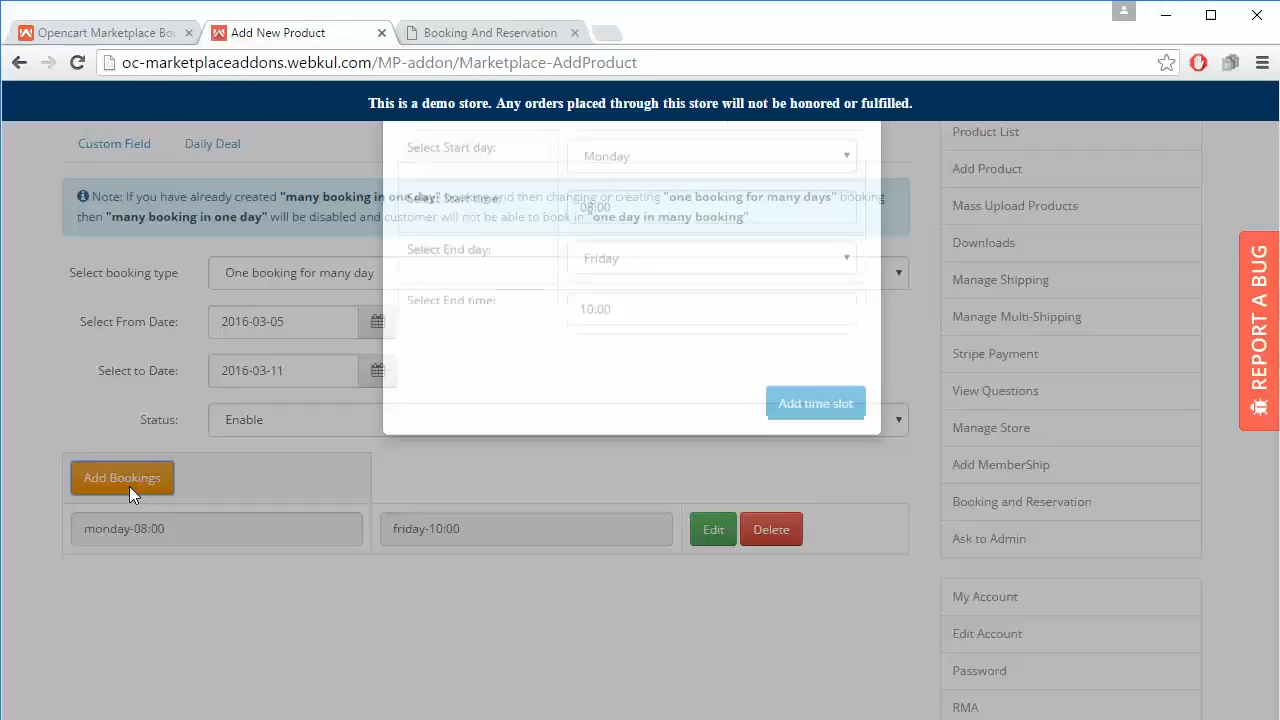 Opencart Marketplace Bo
Add New Product
Booking And Reservation
oc-marketplaceaddons.webkul.com/MP-addon/Marketplace-AddProduct
This is a demo store. Any orders placed through this store will not be honored or fulfilled.
Custom Field
Daily Deal
Note: If you have already created "many booking in one day" booking and then changing or creating "one booking for many days" booking
then "many booking in one day" will be disabled and customer will not be able to book in "one day in many booking".
Select booking type
One booking for many day
Select From Date:
2016-03-05
Select to Date:
2016-03-11
Status:
Enable
Add Bookings
monday-08:00
friday-10:00
Edit
Delete
Select Start day:
Monday
Select Start time:
08:00
Select End day:
Friday
Select End time:
10:00
Add time slot
Product List
Add Product
Mass Upload Products
Downloads
Manage Shipping
Manage Multi-Shipping
Stripe Payment
View Questions
Manage Store
Add MemberShip
Booking and Reservation
Ask to Admin
My Account
Edit Account
Password
RMA
REPORT A BUG